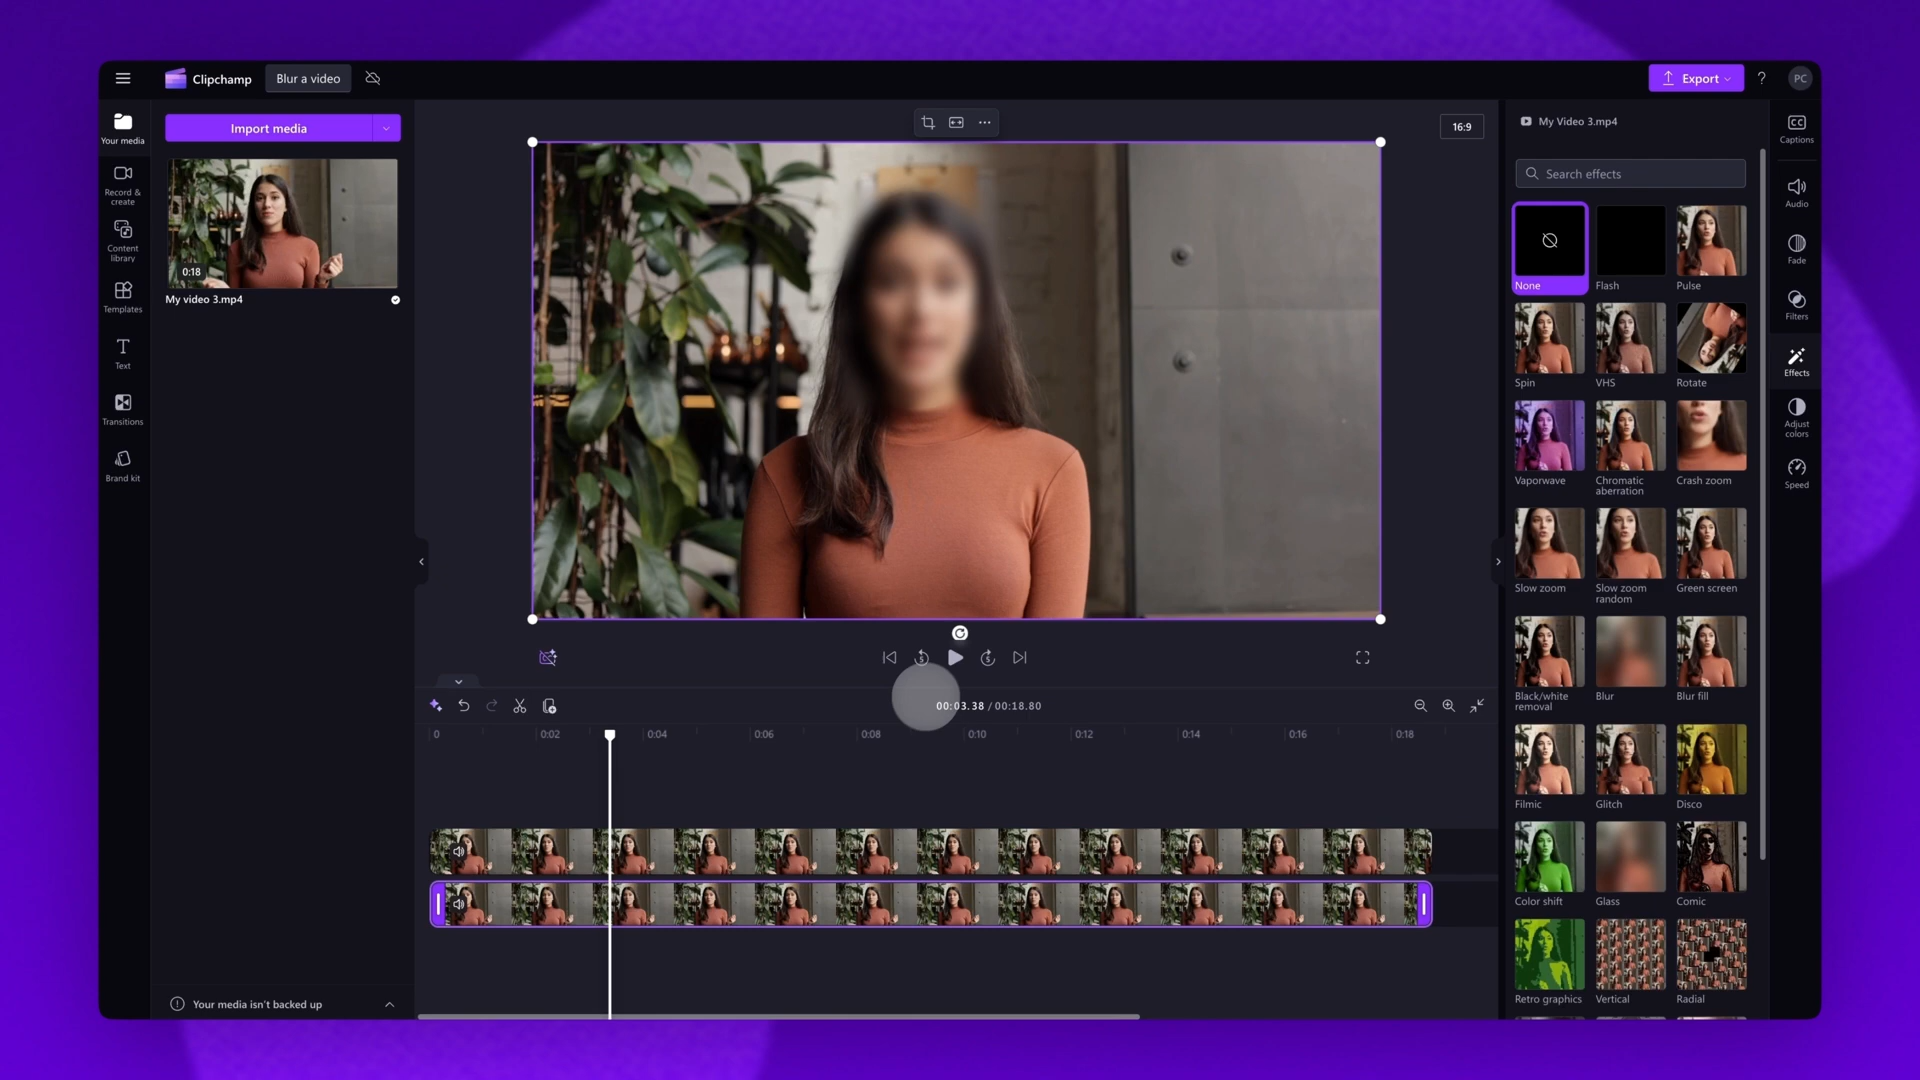 Clipchamp
Blur a video
Export
?
PC
Your media
Record &
create
Content
library
Templates
Text
Transitions
Brand kit
Import media
0:18
My video 3.mp4
Your media isn't backed up
16:9
5
5
00:03.38 / 00:18.80
0
0:02
0:04
0:06
0:08
0:10
0:12
0:14
0:16
0:18
My Video 3.mp4
Search effects
None
Flash
Pulse
Spin
VHS
Rotate
Vaporwave
Chromatic
aberration
Crash zoom
Slow zoom
Slow zoom
random
Green screen
Black/white
removal
Blur
Blur fill
Filmic
Glitch
Disco
Color shift
Glass
Comic
Retro graphics
Vertical
Radial
CC
Captions
Audio
Fade
Filters
Effects
Adjust
colors
Speed